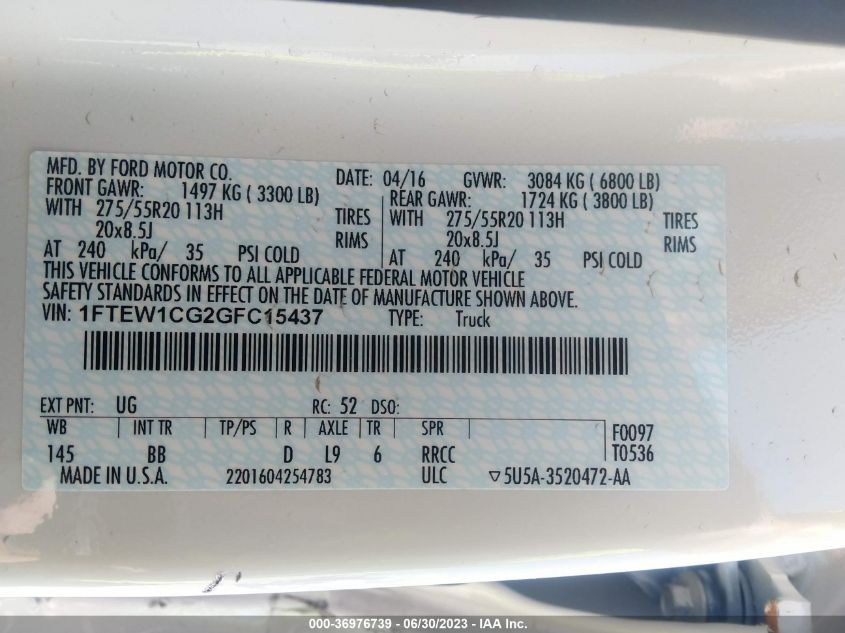 MFD. BY FORD MOTOR CO.
DATE: 04/16 GVWR: 3084 KG ( 6800 LB)
FRONT GAWR: 1497 KG ( 3300 LB)
WITH 275/55R20 113H TIRES
20x8.5J RIMS
AT 240 kPa/ 35 PSI COLD
REAR GAWR: 1724 KG ( 3800 LB)
WITH 275/55R20 113H TIRES
20x8.5J RIMS
AT 240 kPa/ 35 PSI COLD
THIS VEHICLE CONFORMS TO ALL APPLICABLE FEDERAL MOTOR VEHICLE
SAFETY STANDARDS IN EFFECT ON THE DATE OF MANUFACTURE SHOWN ABOVE.
VIN: 1FTEW1CG2GFC15437 TYPE: Truck
EXT PNT: UG RC: 52 DSO:
WB INT TR TP/PS R AXLE TR SPR F0097
145 BB D L9 6 RRCC T0536
MADE IN U.S.A. 2201604254783 ULC ▽5U5A-3520472-AA
000-36976739 - 06/30/2023 - IAA Inc.